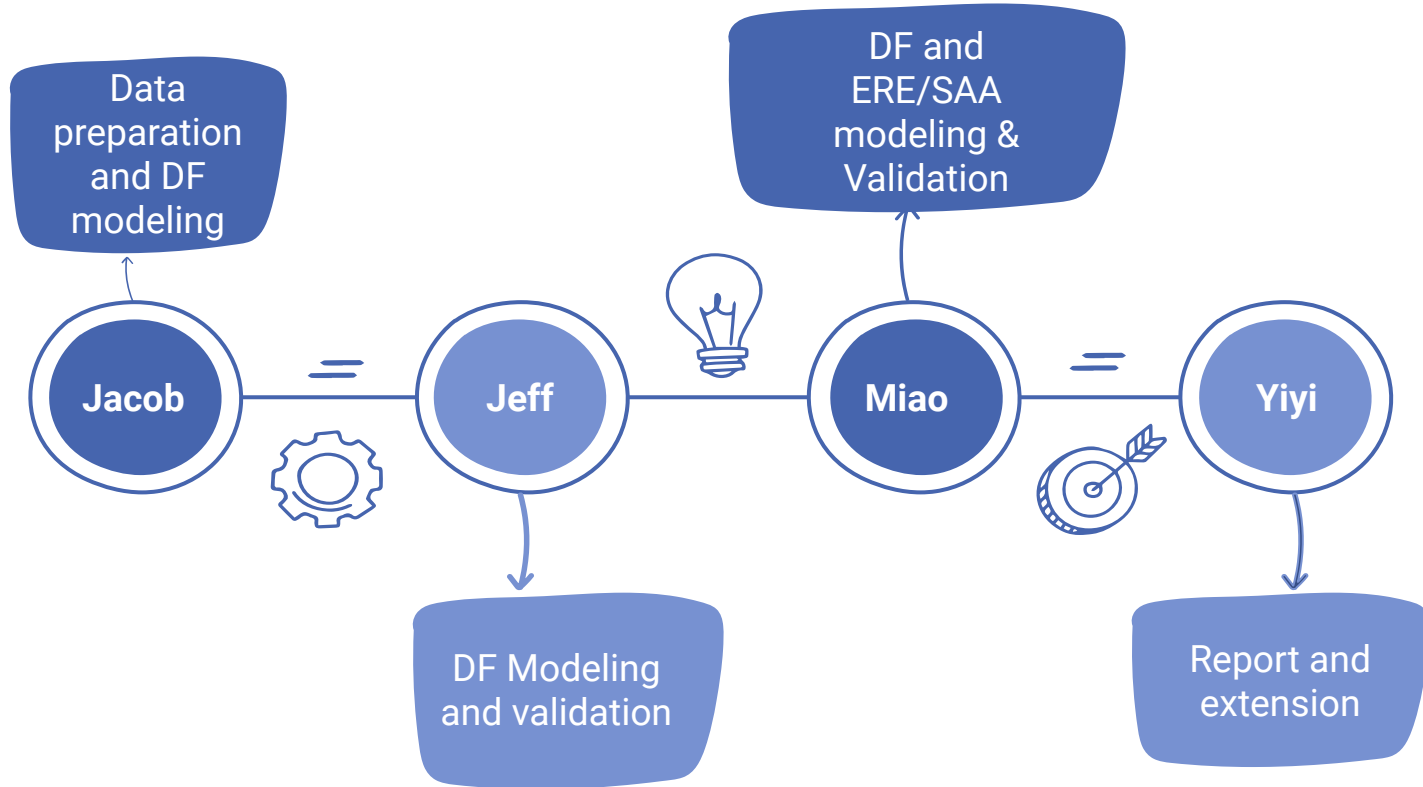 Data
preparation
and DF
modeling
DF and
ERE/SAA
modeling &
Validation
Jacob
Jeff
Miao
Yiyi
DF Modeling
and validation
Report and
extension